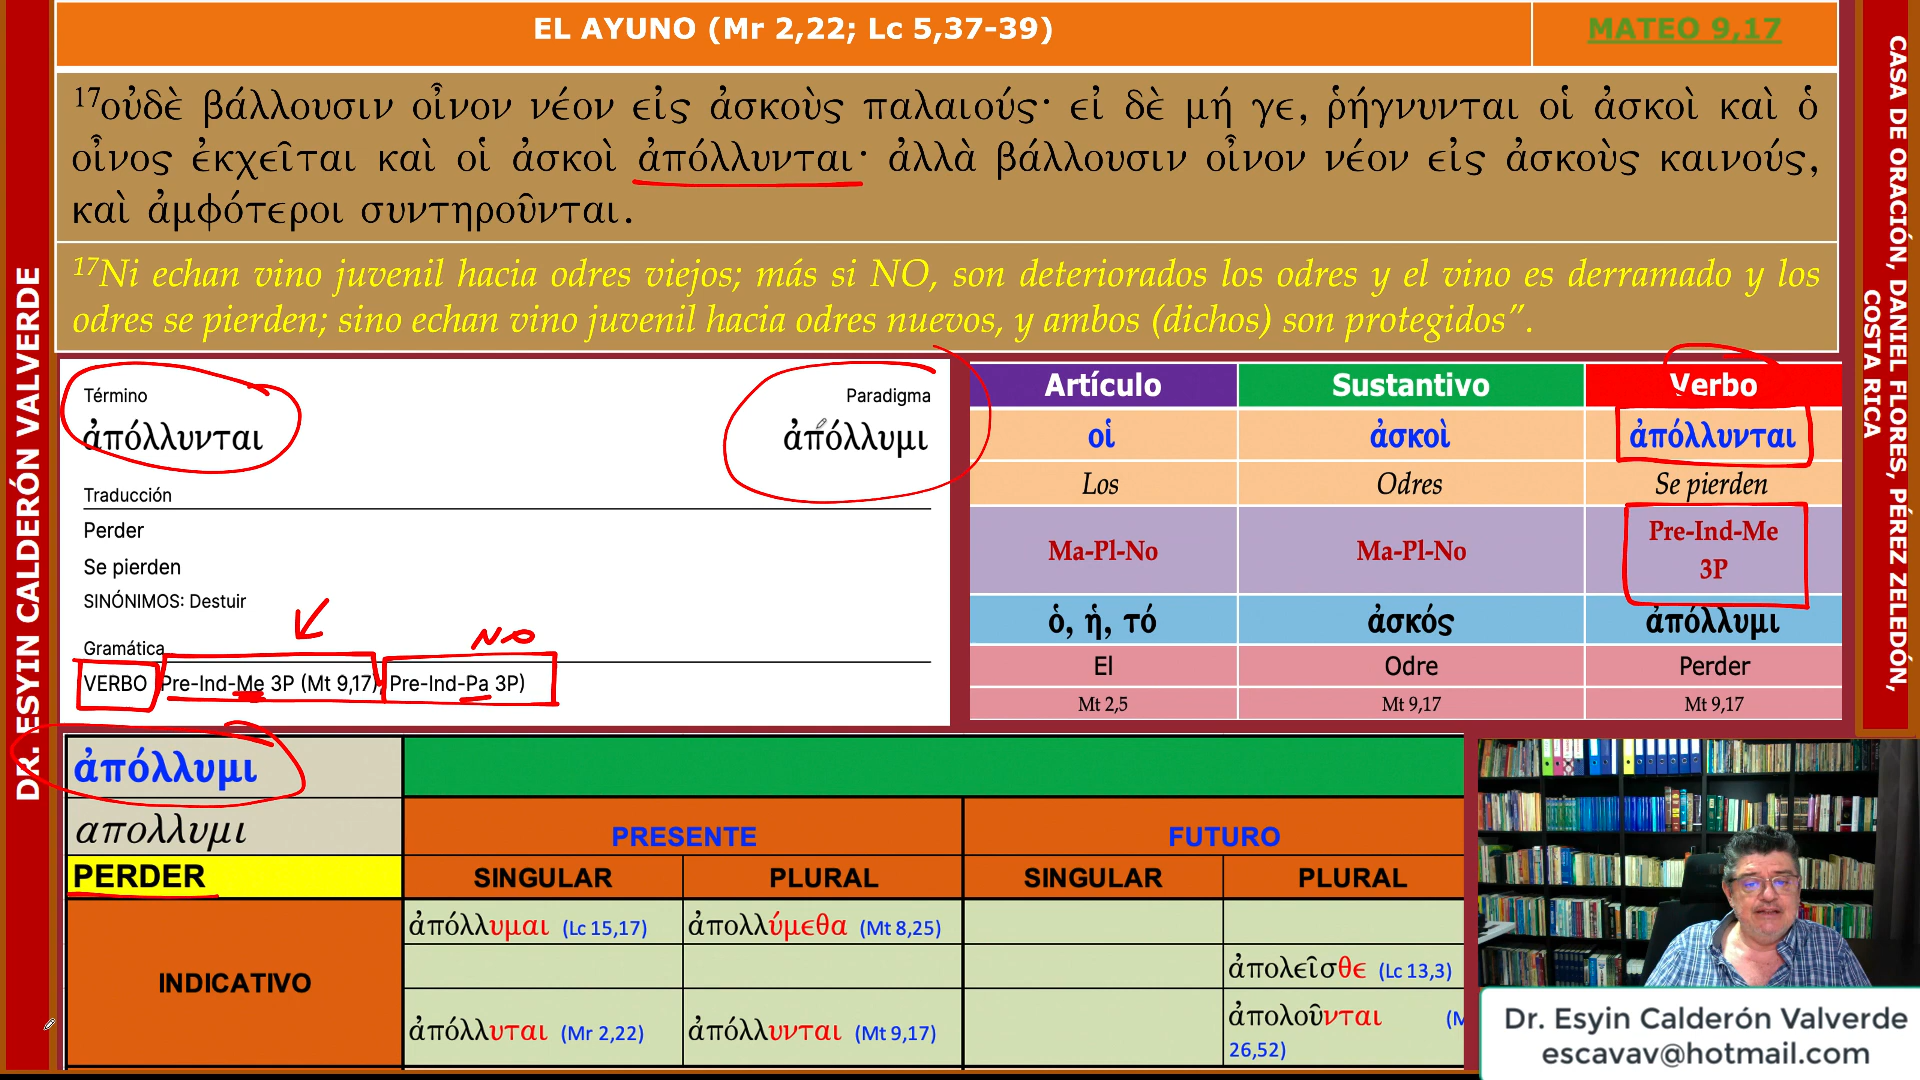 EL AYUNO (Mr 2,22; Lc 5,37-39)
MATEO 9,17
¹⁷οὐδὲ βάλλουσιν οἶνον νέον εἰς ἀσκοὺς παλαιούς· εἰ δὲ μή γε, ῥήγνυνται οἱ ἀσκοὶ καὶ ὁ
οἶνος ἐκχεῖται καὶ οἱ ἀσκοὶ ἀπόλλυνται· ἀλλὰ βάλλουσιν οἶνον νέον εἰς ἀσκοὺς καινούς,
καὶ ἀμφότεροι συντηροῦνται.
¹⁷Ni echan vino juvenil hacia odres viejos; más si NO, son deteriorados los odres y el vino es derramado y los
odres se pierden; sino echan vino juvenil hacia odres nuevos, y ambos (dichos) son protegidos”.
DR. ESYIN CALDERÓN VALVERDE
CASA DE ORACIÓN, DANIEL FLORES, PÉREZ ZELEDÓN,
COSTA RICA
Término
Paradigma
ἀπόλλυνται
ἀπόλλυμι
Traducción
Perder
Se pierden
SINÓNIMOS: Destuir
NO
Gramática
VERBO Pre-Ind-Me 3P (Mt 9,17), Pre-Ind-Pa 3P)
Artículo Sustantivo Verbo
οἱ ἀσκοὶ ἀπόλλυνται
Los Odres Se pierden
Ma-Pl-No Ma-Pl-No Pre-Ind-Me
3P
ὁ, ἡ, τό ἀσκός ἀπόλλυμι
El Odre Perder
Mt 2,5 Mt 9,17 Mt 9,17
ἀπόλλυμι
απολλυμι
PRESENTE FUTURO
PERDER
SINGULAR PLURAL SINGULAR PLURAL
INDICATIVO
ἀπόλλυμαι (Lc 15,17) ἀπολλύμεθα (Mt 8,25)
ἀπολεῖσθε (Lc 13,3)
ἀπόλλυται (Mr 2,22) ἀπόλλυνται (Mt 9,17) ἀπολοῦνται (M
26,52)
Dr. Esyin Calderón Valverde
escavav@hotmail.com